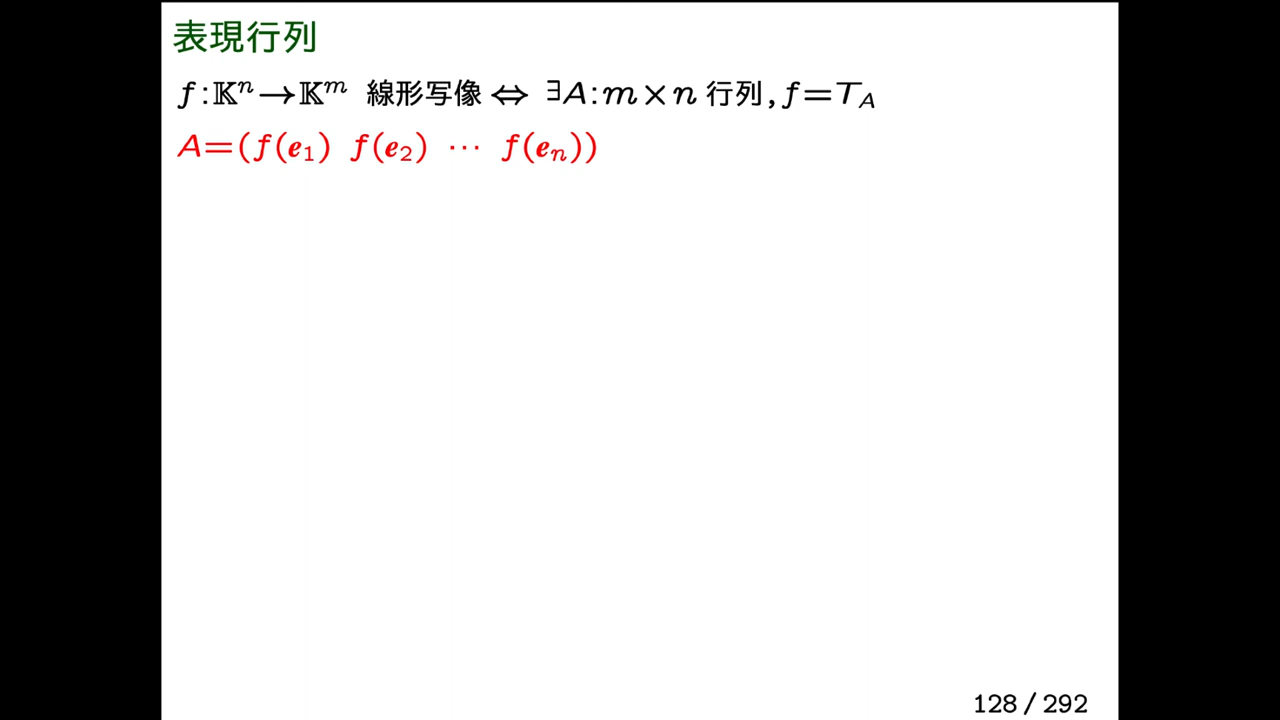 表現行列
f:𝕂ⁿ→𝕂ᵐ 線形写像⇔ ∃A:m×n 行列,f=T_A
A=(f(e₁) f(e₂) ⋯ f(eₙ))
128 / 292